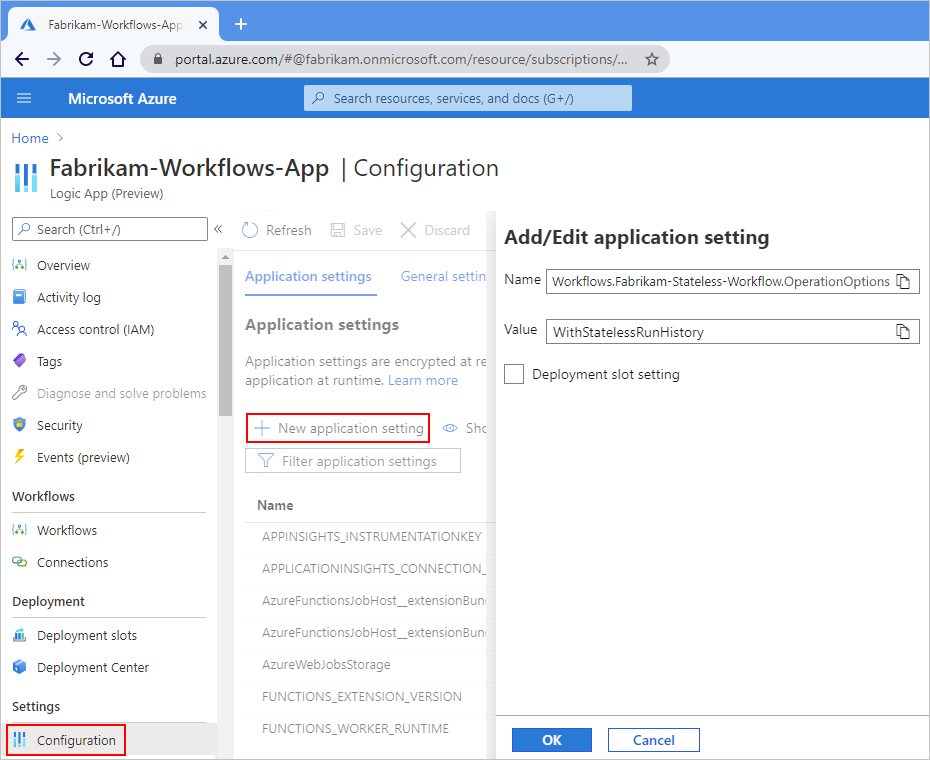 Fabrikam-Workflows-App
portal.azure.com/#@fabrikam.onmicrosoft.com/resource/subscriptions/...
Microsoft Azure
Search resources, services, and docs (G+/)
Home
Fabrikam-Workflows-App | Configuration
Logic App (Preview)
Search (Ctrl+/)
Overview
Activity log
Access control (IAM)
Tags
Diagnose and solve problems
Security
Events (preview)
Workflows
Workflows
Connections
Deployment
Deployment slots
Deployment Center
Settings
Configuration
Refresh
Save
Discard
Application settings
General settin
Application settings
Application settings are encrypted at re
application at runtime. Learn more
New application setting
Sho
Filter application settings
Name
APPINSIGHTS_INSTRUMENTATIONKEY
APPLICATIONINSIGHTS_CONNECTION_
AzureFunctionsJobHost__extensionBun
AzureFunctionsJobHost__extensionBun
AzureWebJobsStorage
FUNCTIONS_EXTENSION_VERSION
FUNCTIONS_WORKER_RUNTIME
Add/Edit application setting
Name
Workflows.Fabrikam-Stateless-Workflow.OperationOptions
Value
WithStatelessRunHistory
Deployment slot setting
OK
Cancel